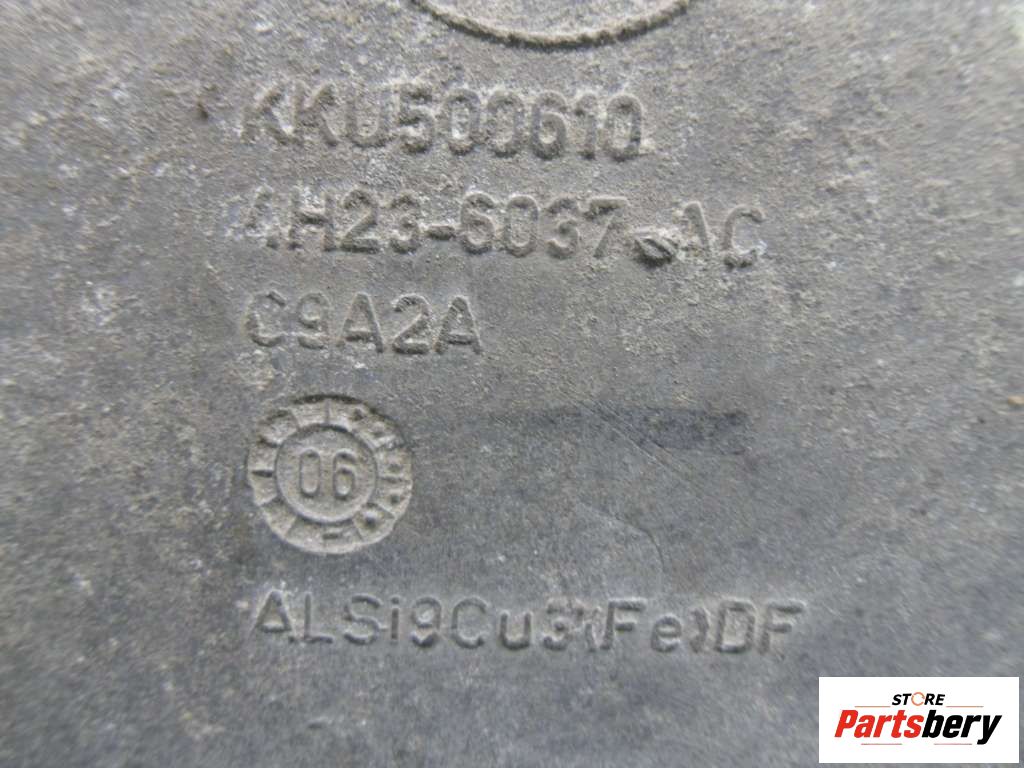 KKU500610
4H23-6037-AC
C9A2A
06
ALSi9Cu3(Fe)DF
STORE
Partsbery